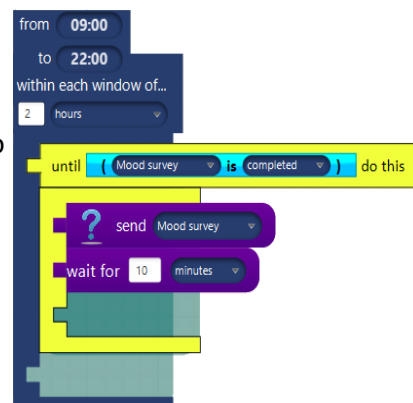 from 09:00
to 22:00
within each window of...
2 hours
until ( Mood survey is completed ) do this
? send Mood survey
wait for 10 minutes